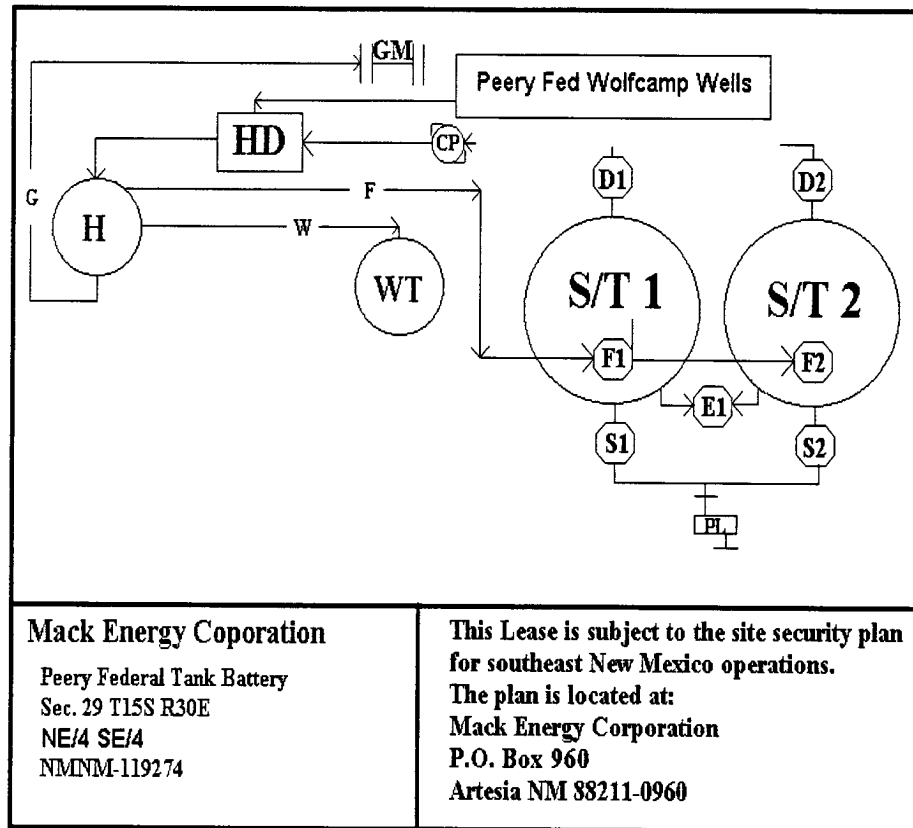 GM
Peery Fed Wolfcamp Wells
HD
CP
D1
D2
G
F
H
W
WT
S/T 1
S/T 2
F1
F2
E1
S1
S2
PL
Mack Energy Coporation
Peery Federal Tank Battery
Sec. 29 T15S R30E
NE/4 SE/4
NMNM-119274
This Lease is subject to the site security plan
for southeast New Mexico operations.
The plan is located at:
Mack Energy Corporation
P.O. Box 960
Artesia NM 88211-0960